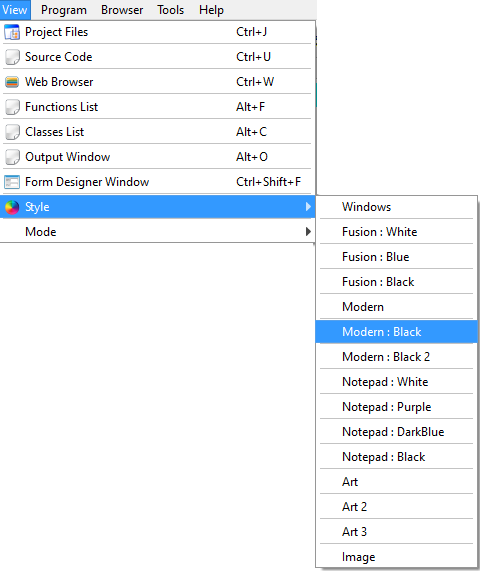 View Program Browser Tools Help
Project Files Ctrl+J
Source Code Ctrl+U
Web Browser Ctrl+W
Functions List Alt+F
Classes List Alt+C
Output Window Alt+O
Form Designer Window Ctrl+Shift+F
Style
Mode
Windows
Fusion : White
Fusion : Blue
Fusion : Black
Modern
Modern : Black
Modern : Black 2
Notepad : White
Notepad : Purple
Notepad : DarkBlue
Notepad : Black
Art
Art 2
Art 3
Image